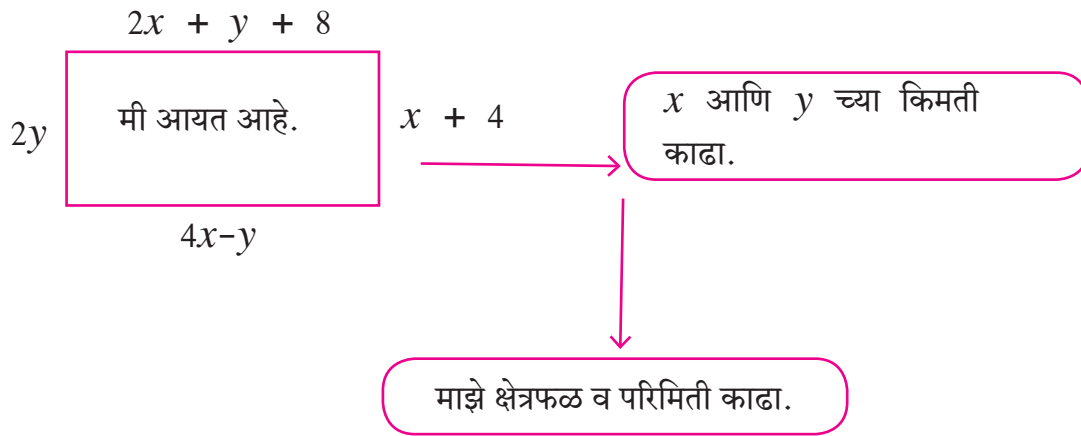 2x + y + 8
2y
मी आयत आहे.
x + 4
4x-y
x आणि y च्या किमती
काढा.
माझे क्षेत्रफळ व परिमिती काढा.